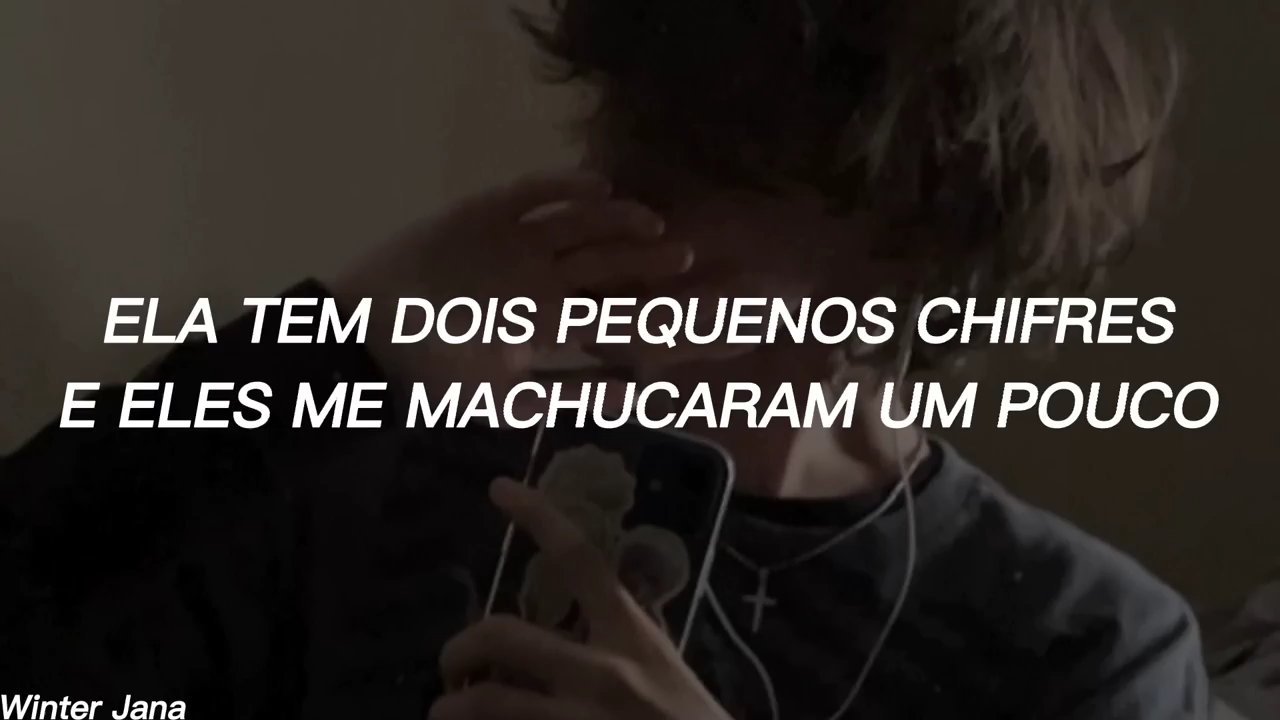 ELA TEM DOIS PEQUENOS CHIFRES
E ELES ME MACHUCARAM UM POUCO
Winter Jana